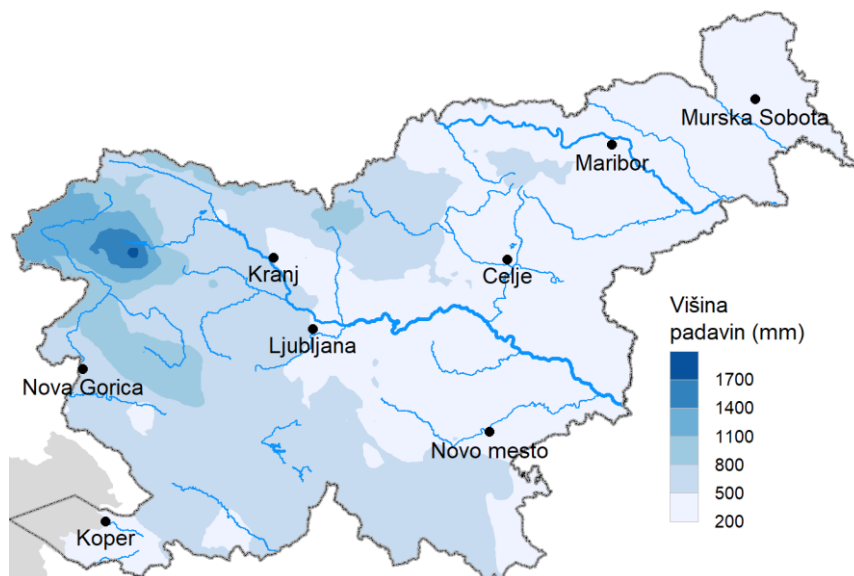 Murska Sobota
Maribor
Kranj
Celje
Ljubljana
Nova Gorica
Novo mesto
Koper
Višina
padavin (mm)
1700
1400
1100
800
500
200